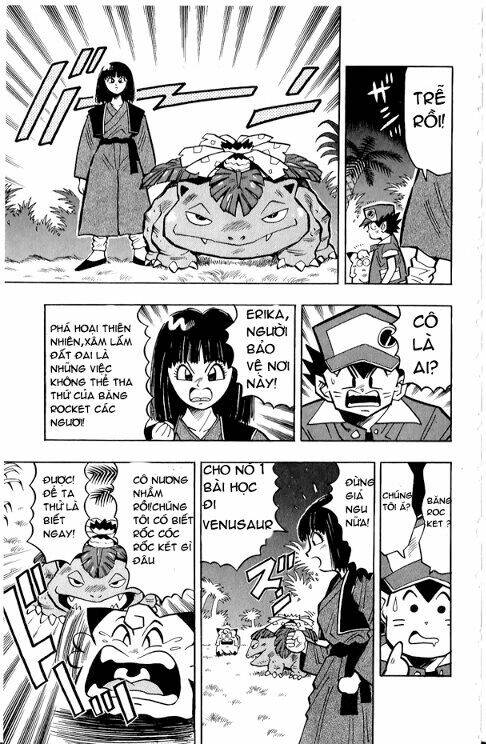 TRỄ
RỒI!
CÔ
LÀ
AI?
ERIKA,
NGƯỜI
BẢO
VỆ NƠI
NÀY!
PHÁ HOẠI THIÊN
NHIÊN,XÂM LẤM
ĐẤT ĐAI LÀ
NHŨNG VIỆC
KHÔNG THỂ THA
THỨ CỦA BĂNG
ROCKET CÁC
NGƯƠI!
BĂNG
ROC
KET ?
CHÚNG
TÔI Ả?
ĐỪNG
GIẢ
NGU
NỮA!
CHO NÓ 1
BÀI HỌC
ĐI
VENUSAUR
CÔ NƯƠNG
NHẦM
RỒI!CHÚNG
TÔI CÓ BIẾT
RỐC CÓC
RỐC KÉT GÌ
ĐÂU
ĐƯỢC!
ĐỂ TA
THỬ LÀ
BIẾT
NGAY!